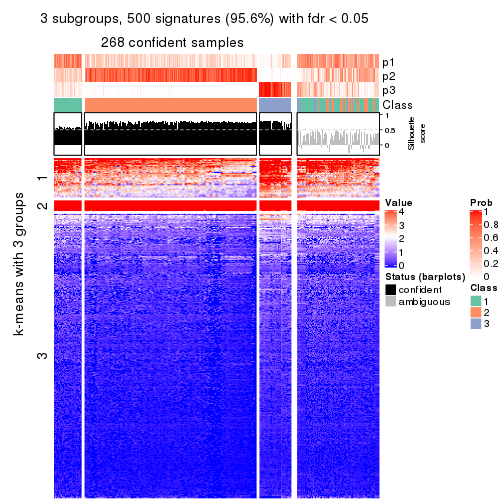 3 subgroups, 500 signatures (95.6%) with fdr < 0.05
268 confident samples
p1
p2
p3
Class
1
0.5
0
Silhouette
score
k-means with 3 groups
1
2
3
Value
4
3
2
1
0
Status (barplots)
confident
ambiguous
Prob
1
0.8
0.6
0.4
0.2
0
Class
1
2
3